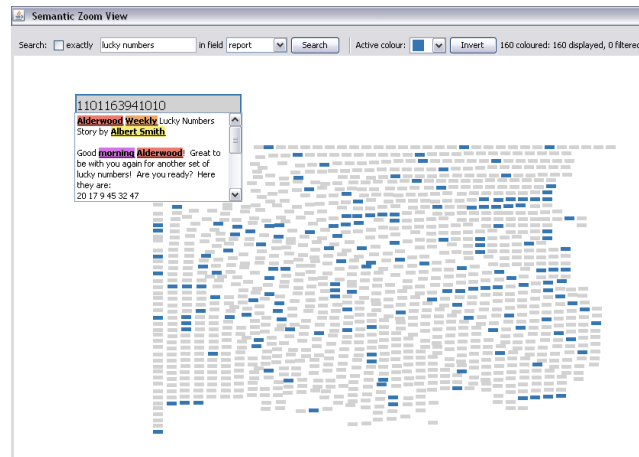 Semantic Zoom View
Search: exactly lucky numbers in field report Search Active colour: Invert 160 coloured: 160 displayed, 0 filtered
1101163941010
Alderwood Weekly Lucky Numbers
Story by Albert Smith
Good morning Alderwood! Great to
be with you again for another set of
lucky numbers! Are you ready? Here
they are:
20 17 9 45 32 47